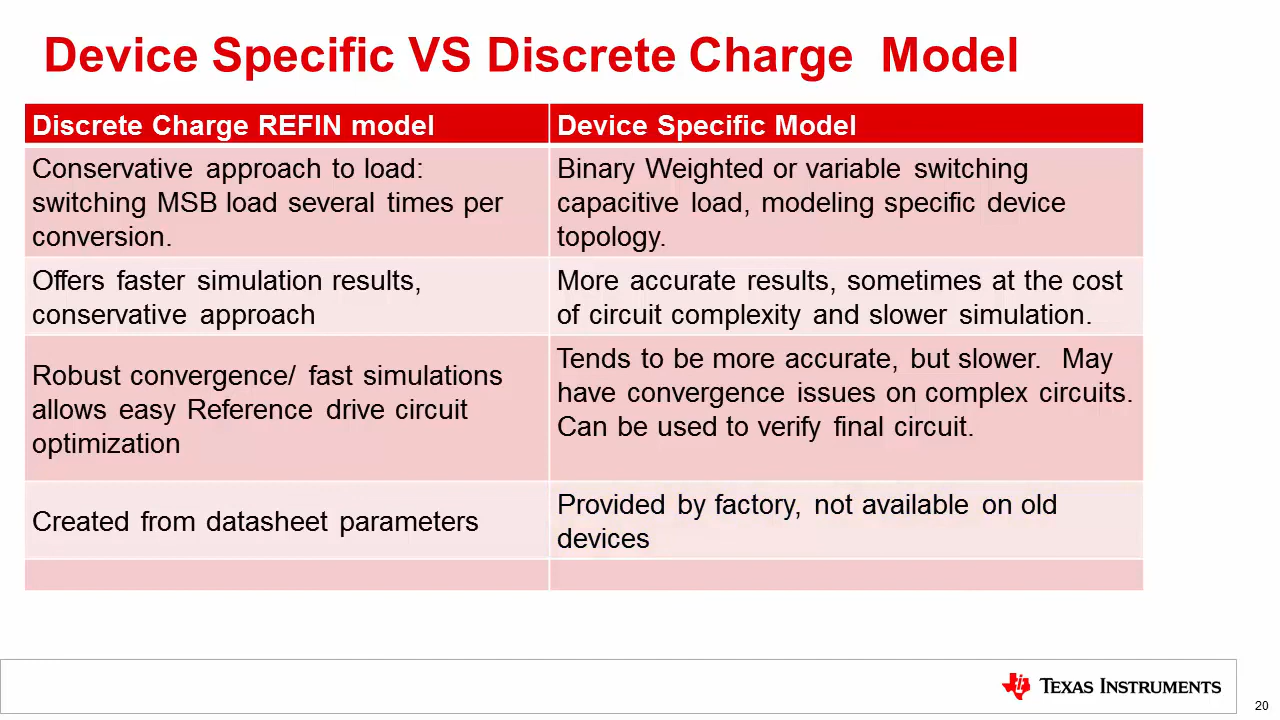 Device Specific VS Discrete Charge Model
Discrete Charge REFIN model
Device Specific Model
Conservative approach to load:
switching MSB load several times per
conversion.
Binary Weighted or variable switching
capacitive load, modeling specific device
topology.
Offers faster simulation results,
conservative approach
More accurate results, sometimes at the cost
of circuit complexity and slower simulation.
Robust convergence/ fast simulations
allows easy Reference drive circuit
optimization
Tends to be more accurate, but slower. May
have convergence issues on complex circuits.
Can be used to verify final circuit.
Created from datasheet parameters
Provided by factory, not available on old
devices
TEXAS INSTRUMENTS
20